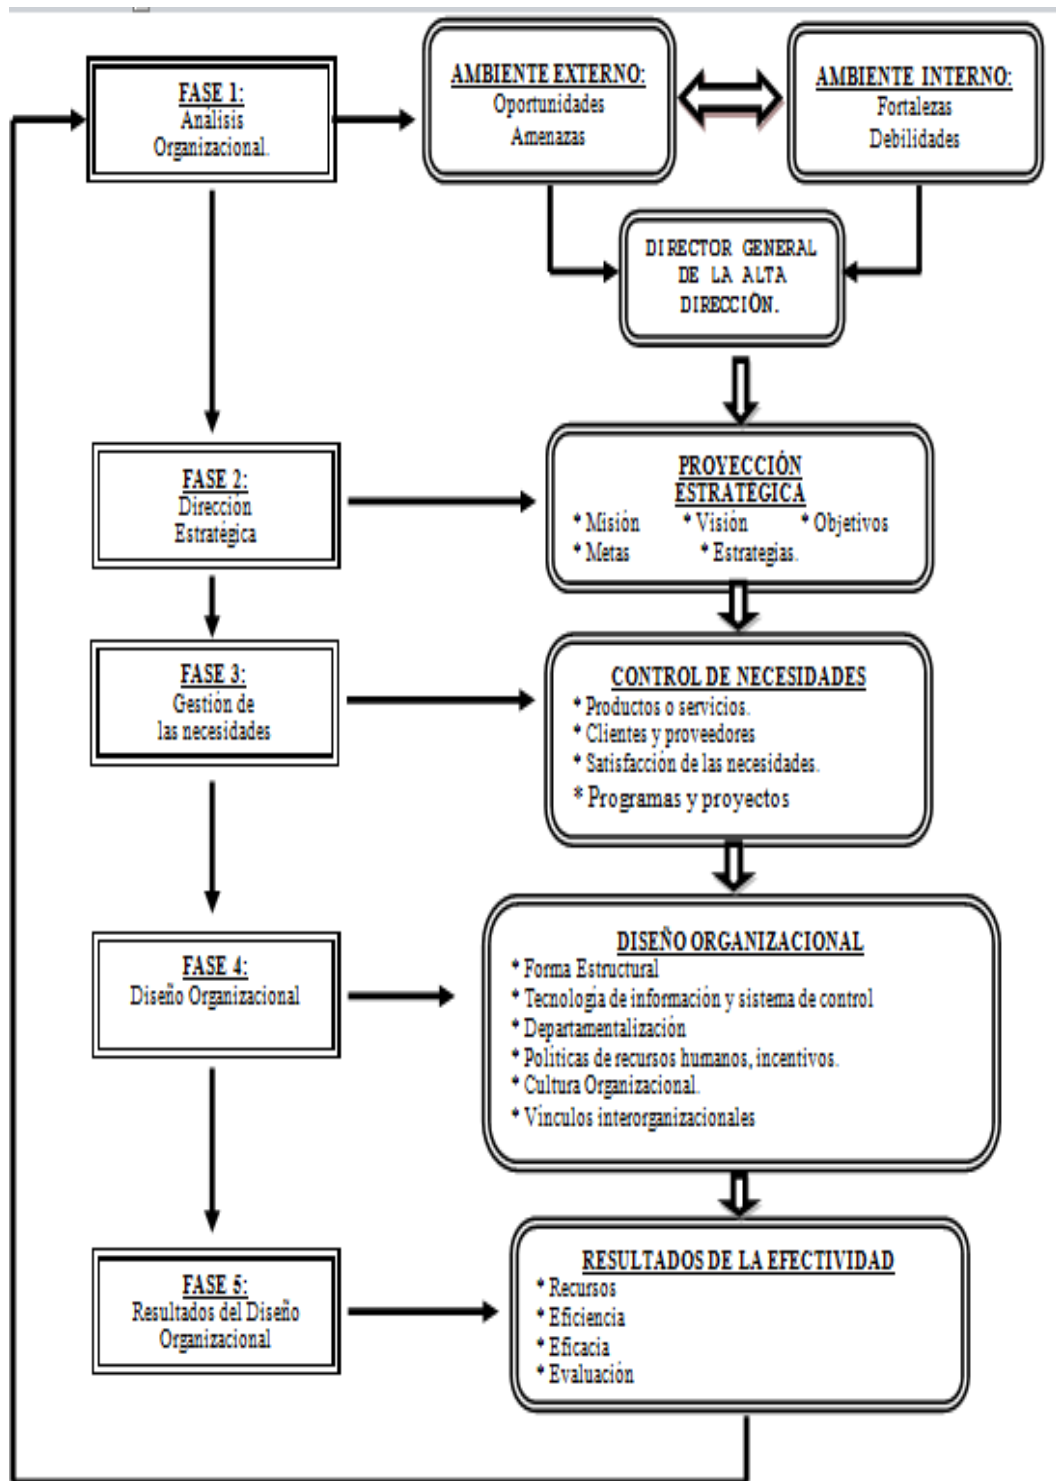 FASE 1:
Análisis
Organizacional.
AMBIENTE EXTERNO:
Oportunidades
Amenazas
AMBIENTE INTERNO:
Fortalezas
Debilidades
DIRECTOR GENERAL
DE LA ALTA
DIRECCIÓN.
FASE 2:
Dirección
Estratégica
PROYECCIÓN
ESTRATÉGICA
* Misión * Visión * Objetivos
* Metas * Estrategias.
FASE 3:
Gestión de
las necesidades
CONTROL DE NECESIDADES
* Productos o servicios.
* Clientes y proveedores
* Satisfacción de las necesidades.
* Programas y proyectos
FASE 4:
Diseño Organizacional
DISEÑO ORGANIZACIONAL
* Forma Estructural
* Tecnología de información y sistema de control
* Departamentalización
* Políticas de recursos humanos, incentivos.
* Cultura Organizacional.
* Vínculos interorganizacionales
FASE 5:
Resultados del Diseño
Organizacional
RESULTADOS DE LA EFECTIVIDAD
* Recursos
* Eficiencia
* Eficacia
* Evaluación